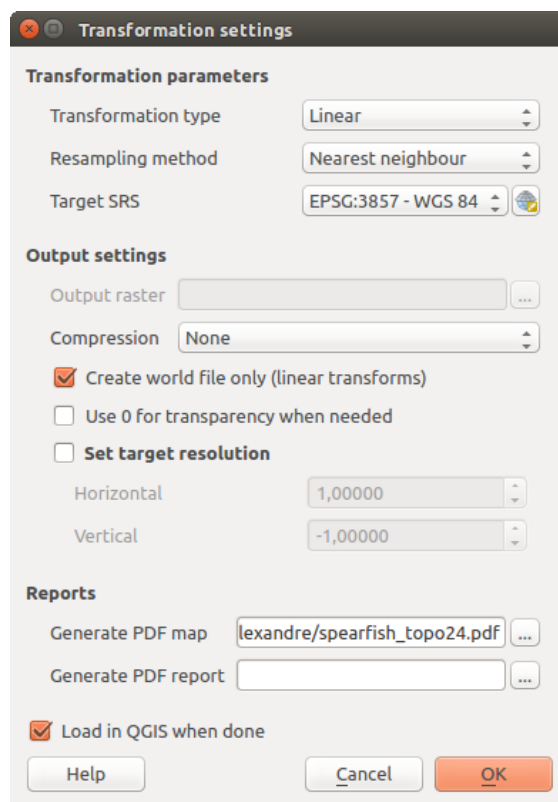 Transformation settings
Transformation parameters
Transformation type Linear
Resampling method Nearest neighbour
Target SRS EPSG:3857 - WGS 84
Output settings
Output raster ...
Compression None
Create world file only (linear transforms)
Use 0 for transparency when needed
Set target resolution
Horizontal 1,00000
Vertical -1,00000
Reports
Generate PDF map lexandre/spearfish_topo24.pdf ...
Generate PDF report ...
Load in QGIS when done
Help Cancel OK